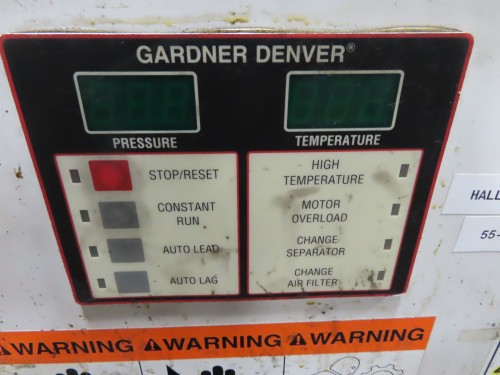 GARDNER DENVER®
PRESSURE
TEMPERATURE
STOP/RESET
CONSTANT
RUN
AUTO LEAD
AUTO LAG
HIGH
TEMPERATURE
MOTOR
OVERLOAD
CHANGE
SEPARATOR
CHANGE
AIR FILTER
HALL
55-
WARNING WARNING WARNING